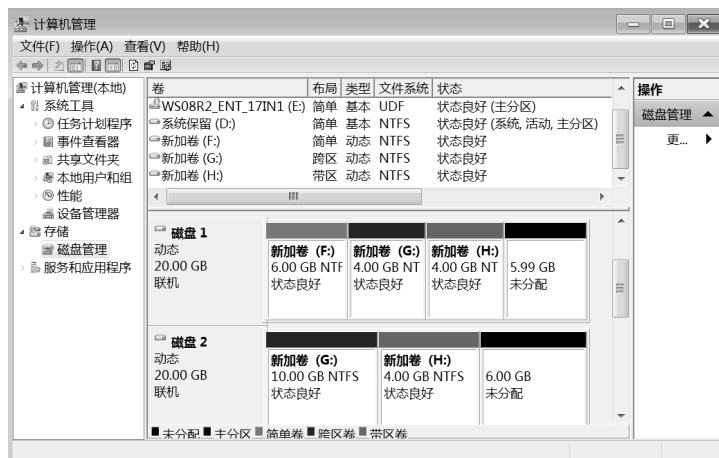 计算机管理
文件(F) 操作(A) 查看(V) 帮助(H)
计算机管理(本地)
系统工具
任务计划程序
事件查看器
共享文件夹
本地用户和组
性能
设备管理器
存储
磁盘管理
服务和应用程序
卷 布局 类型 文件系统 状态
WS08R2_ENT_17IN1 (E:) 简单 基本 UDF 状态良好 (主分区)
系统保留 (D:) 简单 基本 NTFS 状态良好 (系统, 活动, 主分区)
新加卷 (F:) 简单 动态 NTFS 状态良好
新加卷 (G:) 跨区 动态 NTFS 状态良好
新加卷 (H:) 带区 动态 NTFS 状态良好
磁盘 1
动态
20.00 GB
联机
新加卷 (F:)
6.00 GB NTF
状态良好
新加卷 (G:)
4.00 GB NT
状态良好
新加卷 (H:)
4.00 GB NT
状态良好
5.99 GB
未分配
磁盘 2
动态
20.00 GB
联机
新加卷 (G:)
10.00 GB NTFS
状态良好
新加卷 (H:)
4.00 GB NTFS
状态良好
6.00 GB
未分配
未分配 主分区 简单卷 跨区卷 带区卷
操作
磁盘管理
更...